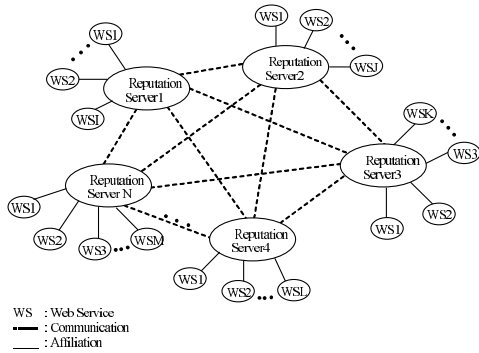 WS1
WS2
WSI
Reputation
Server1
WS1
WS2
WSJ
Reputation
Server2
WSK
WS3
WS2
WS1
Reputation
Server3
Reputation
Server N
WS1
WS2
WS3
WSM
Reputation
Server4
WS1
WS2
WSL
WS : Web Service
: Communication
: Affiliation